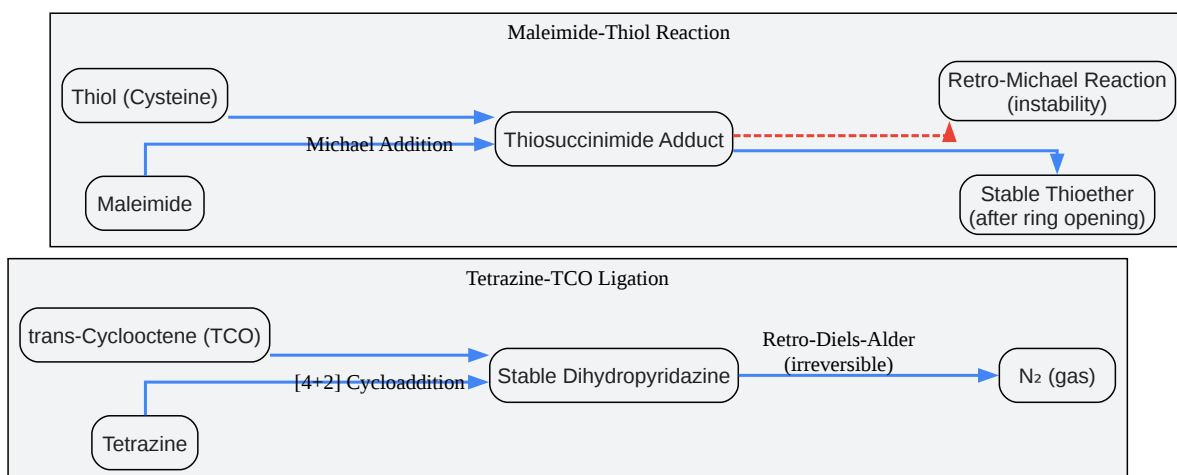 Maleimide-Thiol Reaction
Thiol (Cysteine)
Michael Addition
Maleimide
Thiosuccinimide Adduct
Retro-Michael Reaction
(instability)
Stable Thioether
(after ring opening)
Tetrazine-TCO Ligation
trans-Cyclooctene (TCO)
[4+2] Cycloaddition
Tetrazine
Stable Dihydropyridazine
Retro-Diels-Alder
(irreversible)
N₂ (gas)